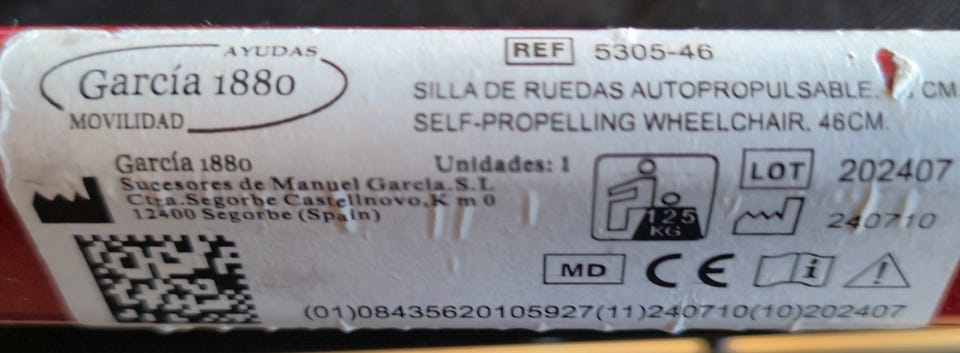 AYUDAS
García 1880
MOVILIDAD
REF 5305-46
SILLA DE RUEDAS AUTOPROPULSABLE. CM
SELF-PROPELLING WHEELCHAIR. 46CM.
García 1880
Sucesores de Manuel García.S.L
Ctra.Segorbe Castellnovo,K m 0
12400 Segorbe (Spain)
Unidades: 1
125
KG
LOT 202407
240710
MD CE i
(01)08435620105927(11)240710(10)202407